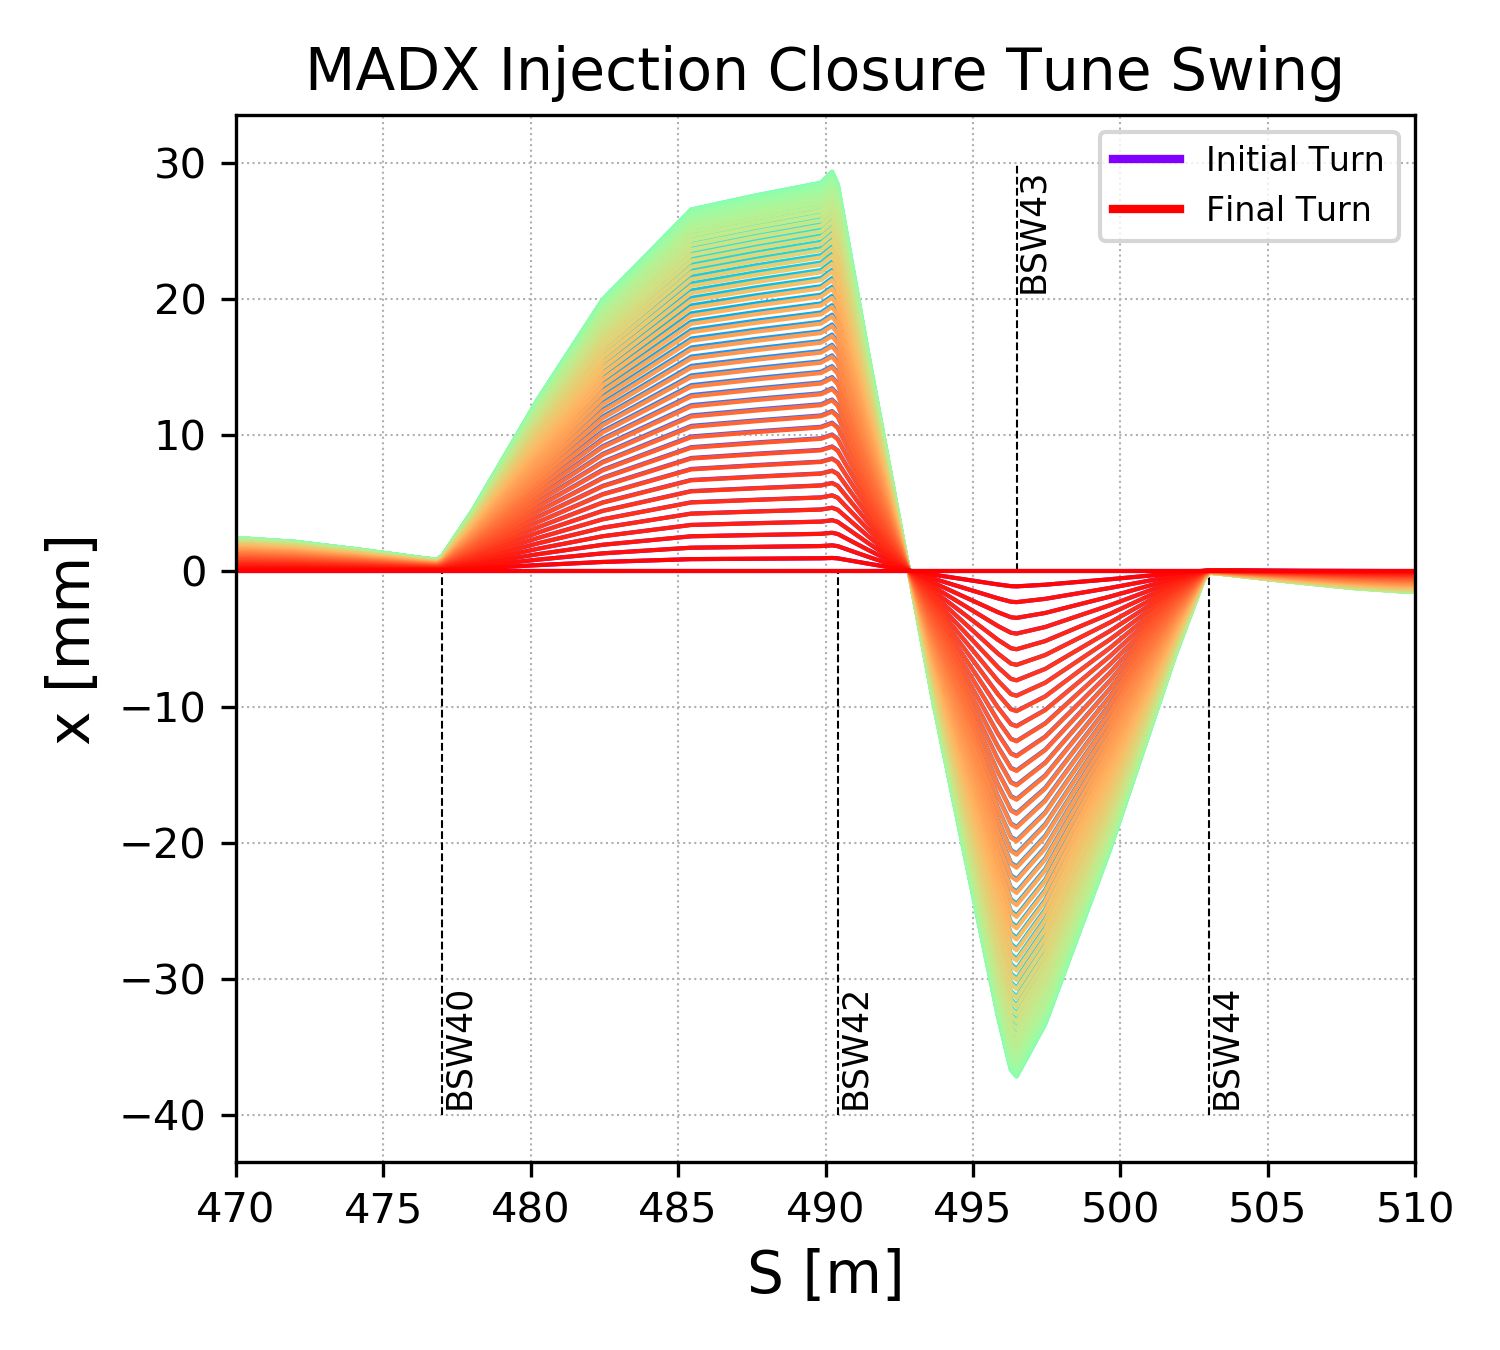 MADX Injection Closure Tune Swing
Initial Turn
Final Turn
BSW43
BSW40
BSW42
BSW44
30
20
10
0
−10
−20
−30
−40
x [mm]
470 475 480 485 490 495 500 505 510
S [m]